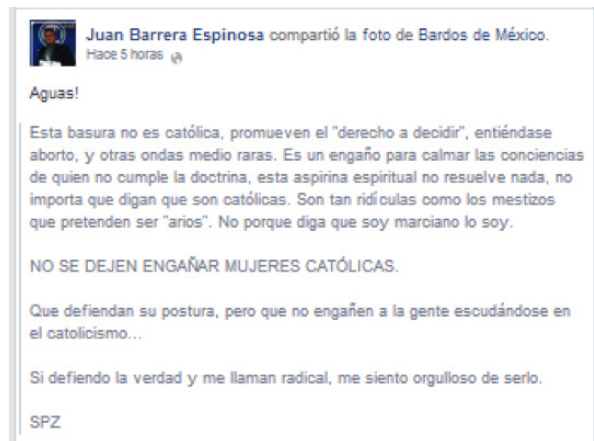 Juan Barrera Espinosa compartió la foto de Bardos de México.
Hace 5 horas
Aguas!
Esta basura no es católica, promueven el "derecho a decidir", entiéndase
aborto, y otras ondas medio raras. Es un engaño para calmar las conciencias
de quien no cumple la doctrina, esta aspirina espiritual no resuelve nada, no
importa que digan que son católicas. Son tan ridículas como los mestizos
que pretenden ser "arios". No porque diga que soy marciano lo soy.
NO SE DEJEN ENGAÑAR MUJERES CATÓLICAS.
Que defiendan su postura, pero que no engañen a la gente escudándose en
el catolicismo...
Si defiendo la verdad y me llaman radical, me siento orgulloso de serlo.
SPZ